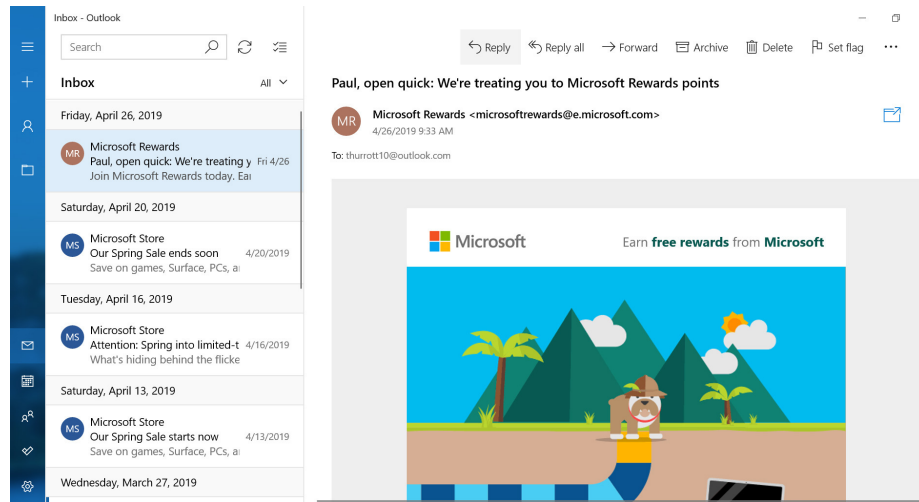 Inbox - Outlook
Search
Reply
Reply all
Forward
Archive
Delete
Set flag
Inbox
All
Friday, April 26, 2019
MR
Microsoft Rewards
Paul, open quick: We're treating y Fri 4/26
Join Microsoft Rewards today. Ear
Saturday, April 20, 2019
MS
Microsoft Store
Our Spring Sale ends soon 4/20/2019
Save on games, Surface, PCs, a
Tuesday, April 16, 2019
MS
Microsoft Store
Attention: Spring into limited-t 4/16/2019
What's hiding behind the flicke
Saturday, April 13, 2019
MS
Microsoft Store
Our Spring Sale starts now 4/13/2019
Save on games, Surface, PCs, a
Wednesday, March 27, 2019
Paul, open quick: We're treating you to Microsoft Rewards points
MR
Microsoft Rewards <microsoftrewards@e.microsoft.com>
4/26/2019 9:33 AM
To: thurrott10@outlook.com
Microsoft
Earn free rewards from Microsoft